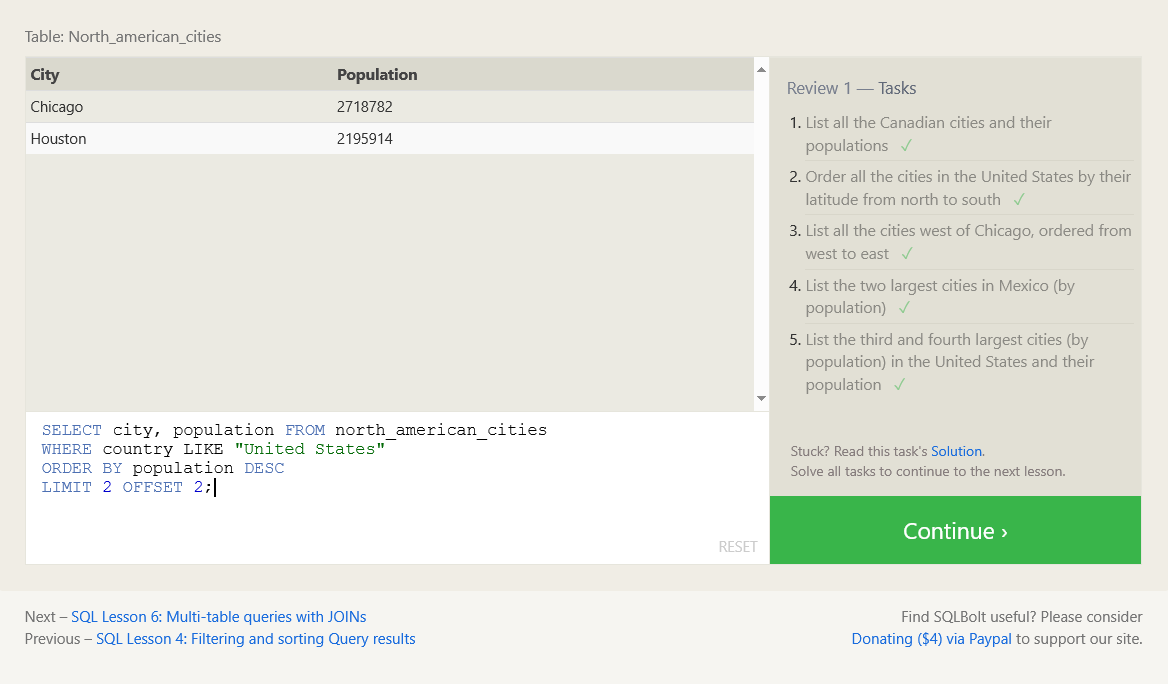 Table: North_american_cities
City Population
Chicago 2718782
Houston 2195914
SELECT city, population FROM north_american_cities
WHERE country LIKE "United States"
ORDER BY population DESC
LIMIT 2 OFFSET 2;
RESET
Review 1 — Tasks
1. List all the Canadian cities and their
populations ✓
2. Order all the cities in the United States by their
latitude from north to south ✓
3. List all the cities west of Chicago, ordered from
west to east ✓
4. List the two largest cities in Mexico (by
population) ✓
5. List the third and fourth largest cities (by
population) in the United States and their
population ✓
Stuck? Read this task's Solution.
Solve all tasks to continue to the next lesson.
Continue ›
Next – SQL Lesson 6: Multi-table queries with JOINs
Previous – SQL Lesson 4: Filtering and sorting Query results
Find SQLBolt useful? Please consider
Donating ($4) via Paypal to support our site.